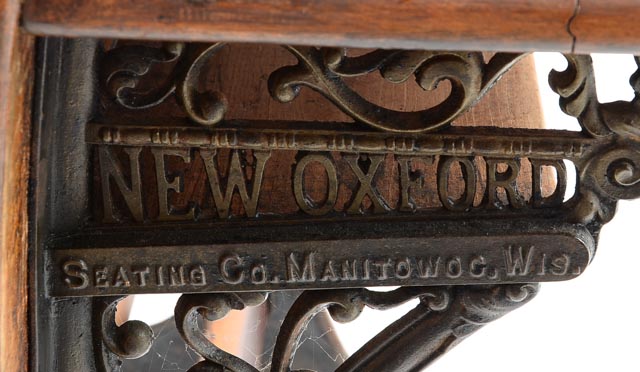 NEW OXFORD
SEATING CO. MANITOWOC, WIS.